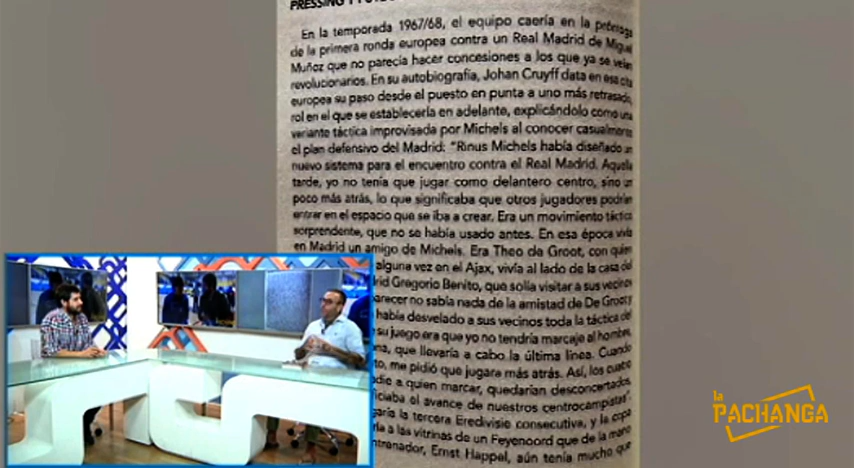 PRESSING Y
En la temporada 1967/68, el equipo caería en la prórroga
de la primera ronda europea contra un Real Madrid de Miguel
Muñoz que no parecía hacer concesiones a los que ya se veían
revolucionarios. En su autobiografía, Johan Cruyff data en esa cita
europea su paso desde el puesto en punta a uno más retrasado,
rol en el que se establecería en adelante, explicándolo como una
variante táctica improvisada por Michels al conocer casualmente
el plan defensivo del Madrid: "Rinus Michels había diseñado un
nuevo sistema para el encuentro contra el Real Madrid. Aquella
tarde, yo no tenía que jugar como delantero centro, sino un
poco más atrás, lo que significaba que otros jugadores podrían
entrar en el espacio que se iba a crear. Era un movimiento táctico
sorprendente, que no se había usado antes. En esa época vivía
en Madrid un amigo de Michels. Era Theo de Groot, con quien
alguna vez en el Ajax, vivía al lado de la casa del
rid Gregorio Benito, que solía visitar a sus vecinos
parecer no sabía nada de la amistad de De Groot y
había desvelado a sus vecinos toda la táctica del
su juego era que yo no tendría marcaje al hombre,
na, que llevaría a cabo la última línea. Cuando
to, me pidió que jugara más atrás. Así, los cuatro
die a quien marcar, quedarían desconcertados,
ciaba el avance de nuestros centrocampistas".
garía la tercera Eredivisie consecutiva, y la copa
ría a las vitrinas de un Feyenoord que de la mano
ntrenador, Ernst Happel, aún tenía mucho que
la
PACHANGA